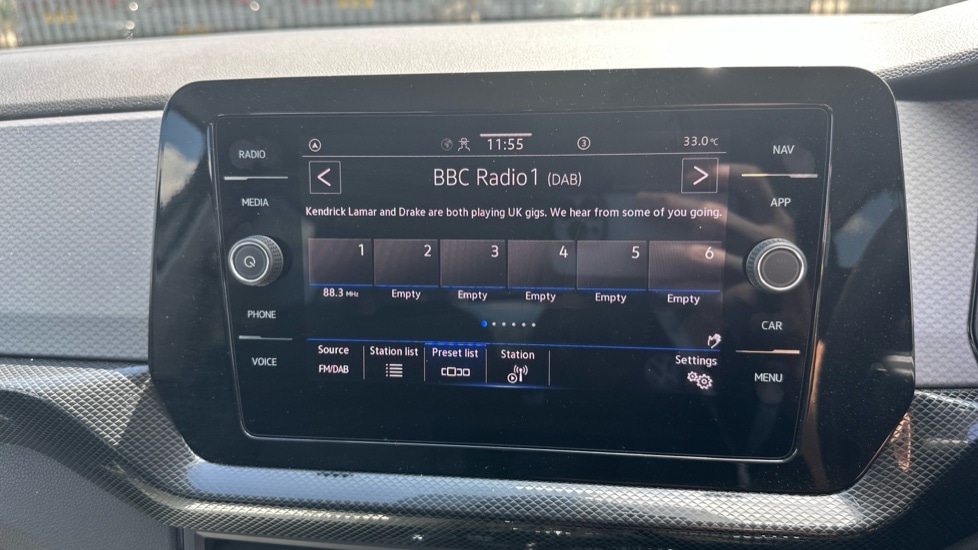 RADIO
MEDIA
PHONE
VOICE
11:55
3
33.0°C
< BBC Radio1 (DAB) >
Kendrick Lamar and Drake are both playing UK gigs. We hear from some of you going.
1 2 3 4 5 6
88.3 MHz Empty Empty Empty Empty Empty
Source Station list Preset list Station Settings
FM/DAB
NAV
APP
CAR
MENU